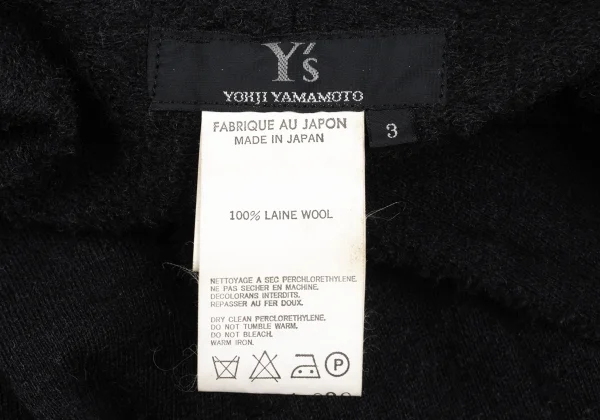 Y's
YOHJI YAMAMOTO
3
FABRIQUE AU JAPON
MADE IN JAPAN
100% LAINE WOOL
NETTOYAGE A SEC PERCHLORETHYLENE.
NE PAS SECHER EN MACHINE.
DECOLORANS INTERDITS.
REPASSER AU FER DOUX.
DRY CLEAN PERCLORETHYLENE.
DO NOT TUMBLE WARM.
DO NOT BLEACH.
WARM IRON.
P